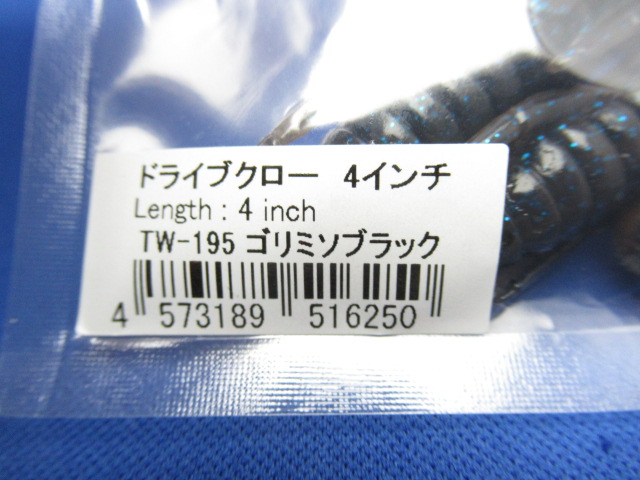 ドライブクロー 4インチ
Length : 4 inch
TW-195 ゴリミソブラック
4 573189 516250